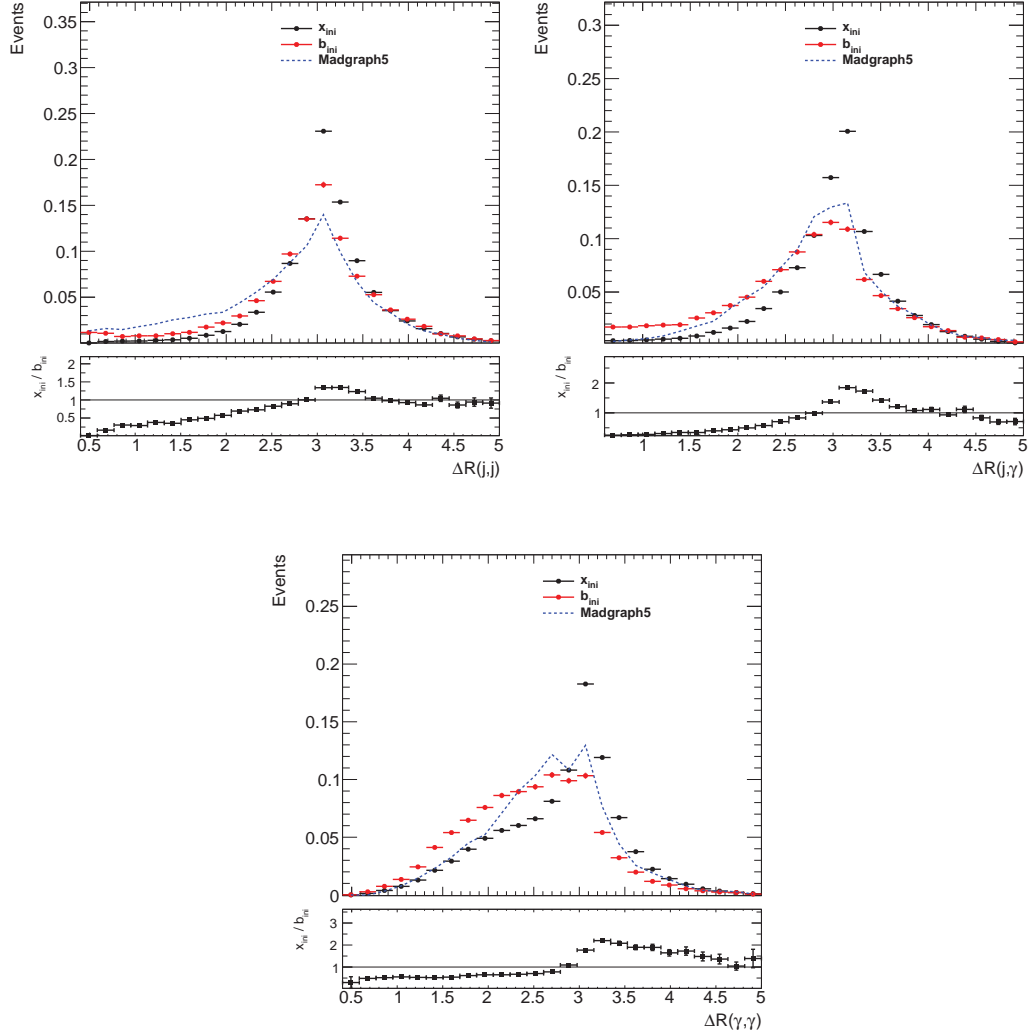 Events
0.35
0.3
0.25
0.2
0.15
0.1
0.05
x_ini
b_ini
Madgraph5
x_ini / b_ini
2
1.5
1
0.5
0.5 1 1.5 2 2.5 3 3.5 4 4.5 5
ΔR(j,j)
Events
0.3
0.25
0.2
0.15
0.1
0.05
x_ini
b_ini
Madgraph5
x_ini / b_ini
2
1
1 1.5 2 2.5 3 3.5 4 4.5 5
ΔR(j,γ)
Events
0.25
0.2
0.15
0.1
0.05
0
x_ini
b_ini
Madgraph5
x_ini / b_ini
3
2
1
0.5 1 1.5 2 2.5 3 3.5 4 4.5 5
ΔR(γ,γ)